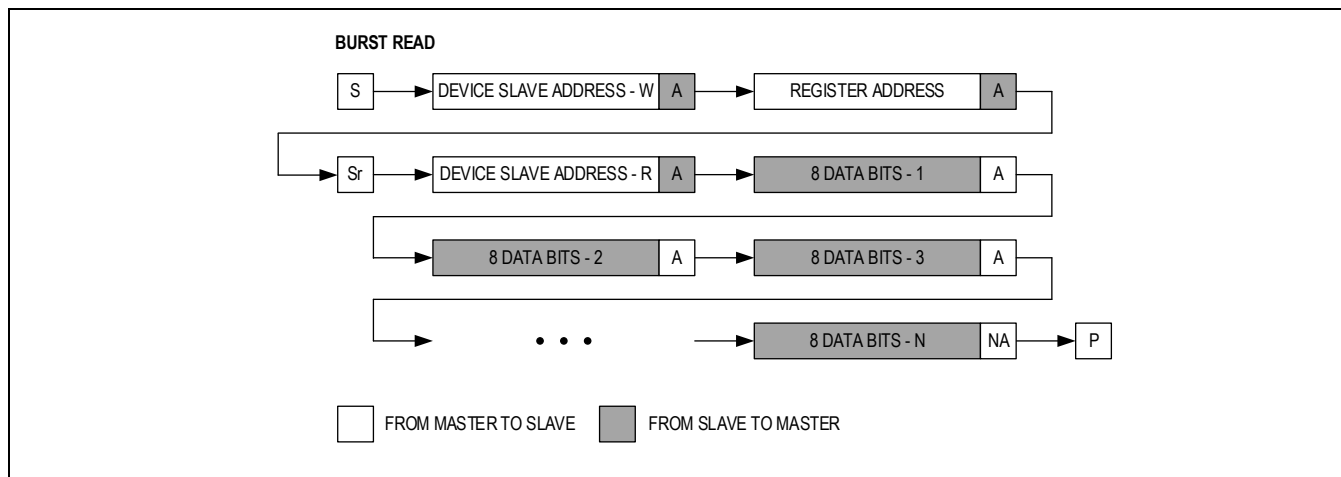 BURST READ
S DEVICE SLAVE ADDRESS - W A REGISTER ADDRESS A
Sr DEVICE SLAVE ADDRESS - R A 8 DATA BITS - 1 A
8 DATA BITS - 2 A 8 DATA BITS - 3 A
• • • 8 DATA BITS - N NA P
FROM MASTER TO SLAVE FROM SLAVE TO MASTER